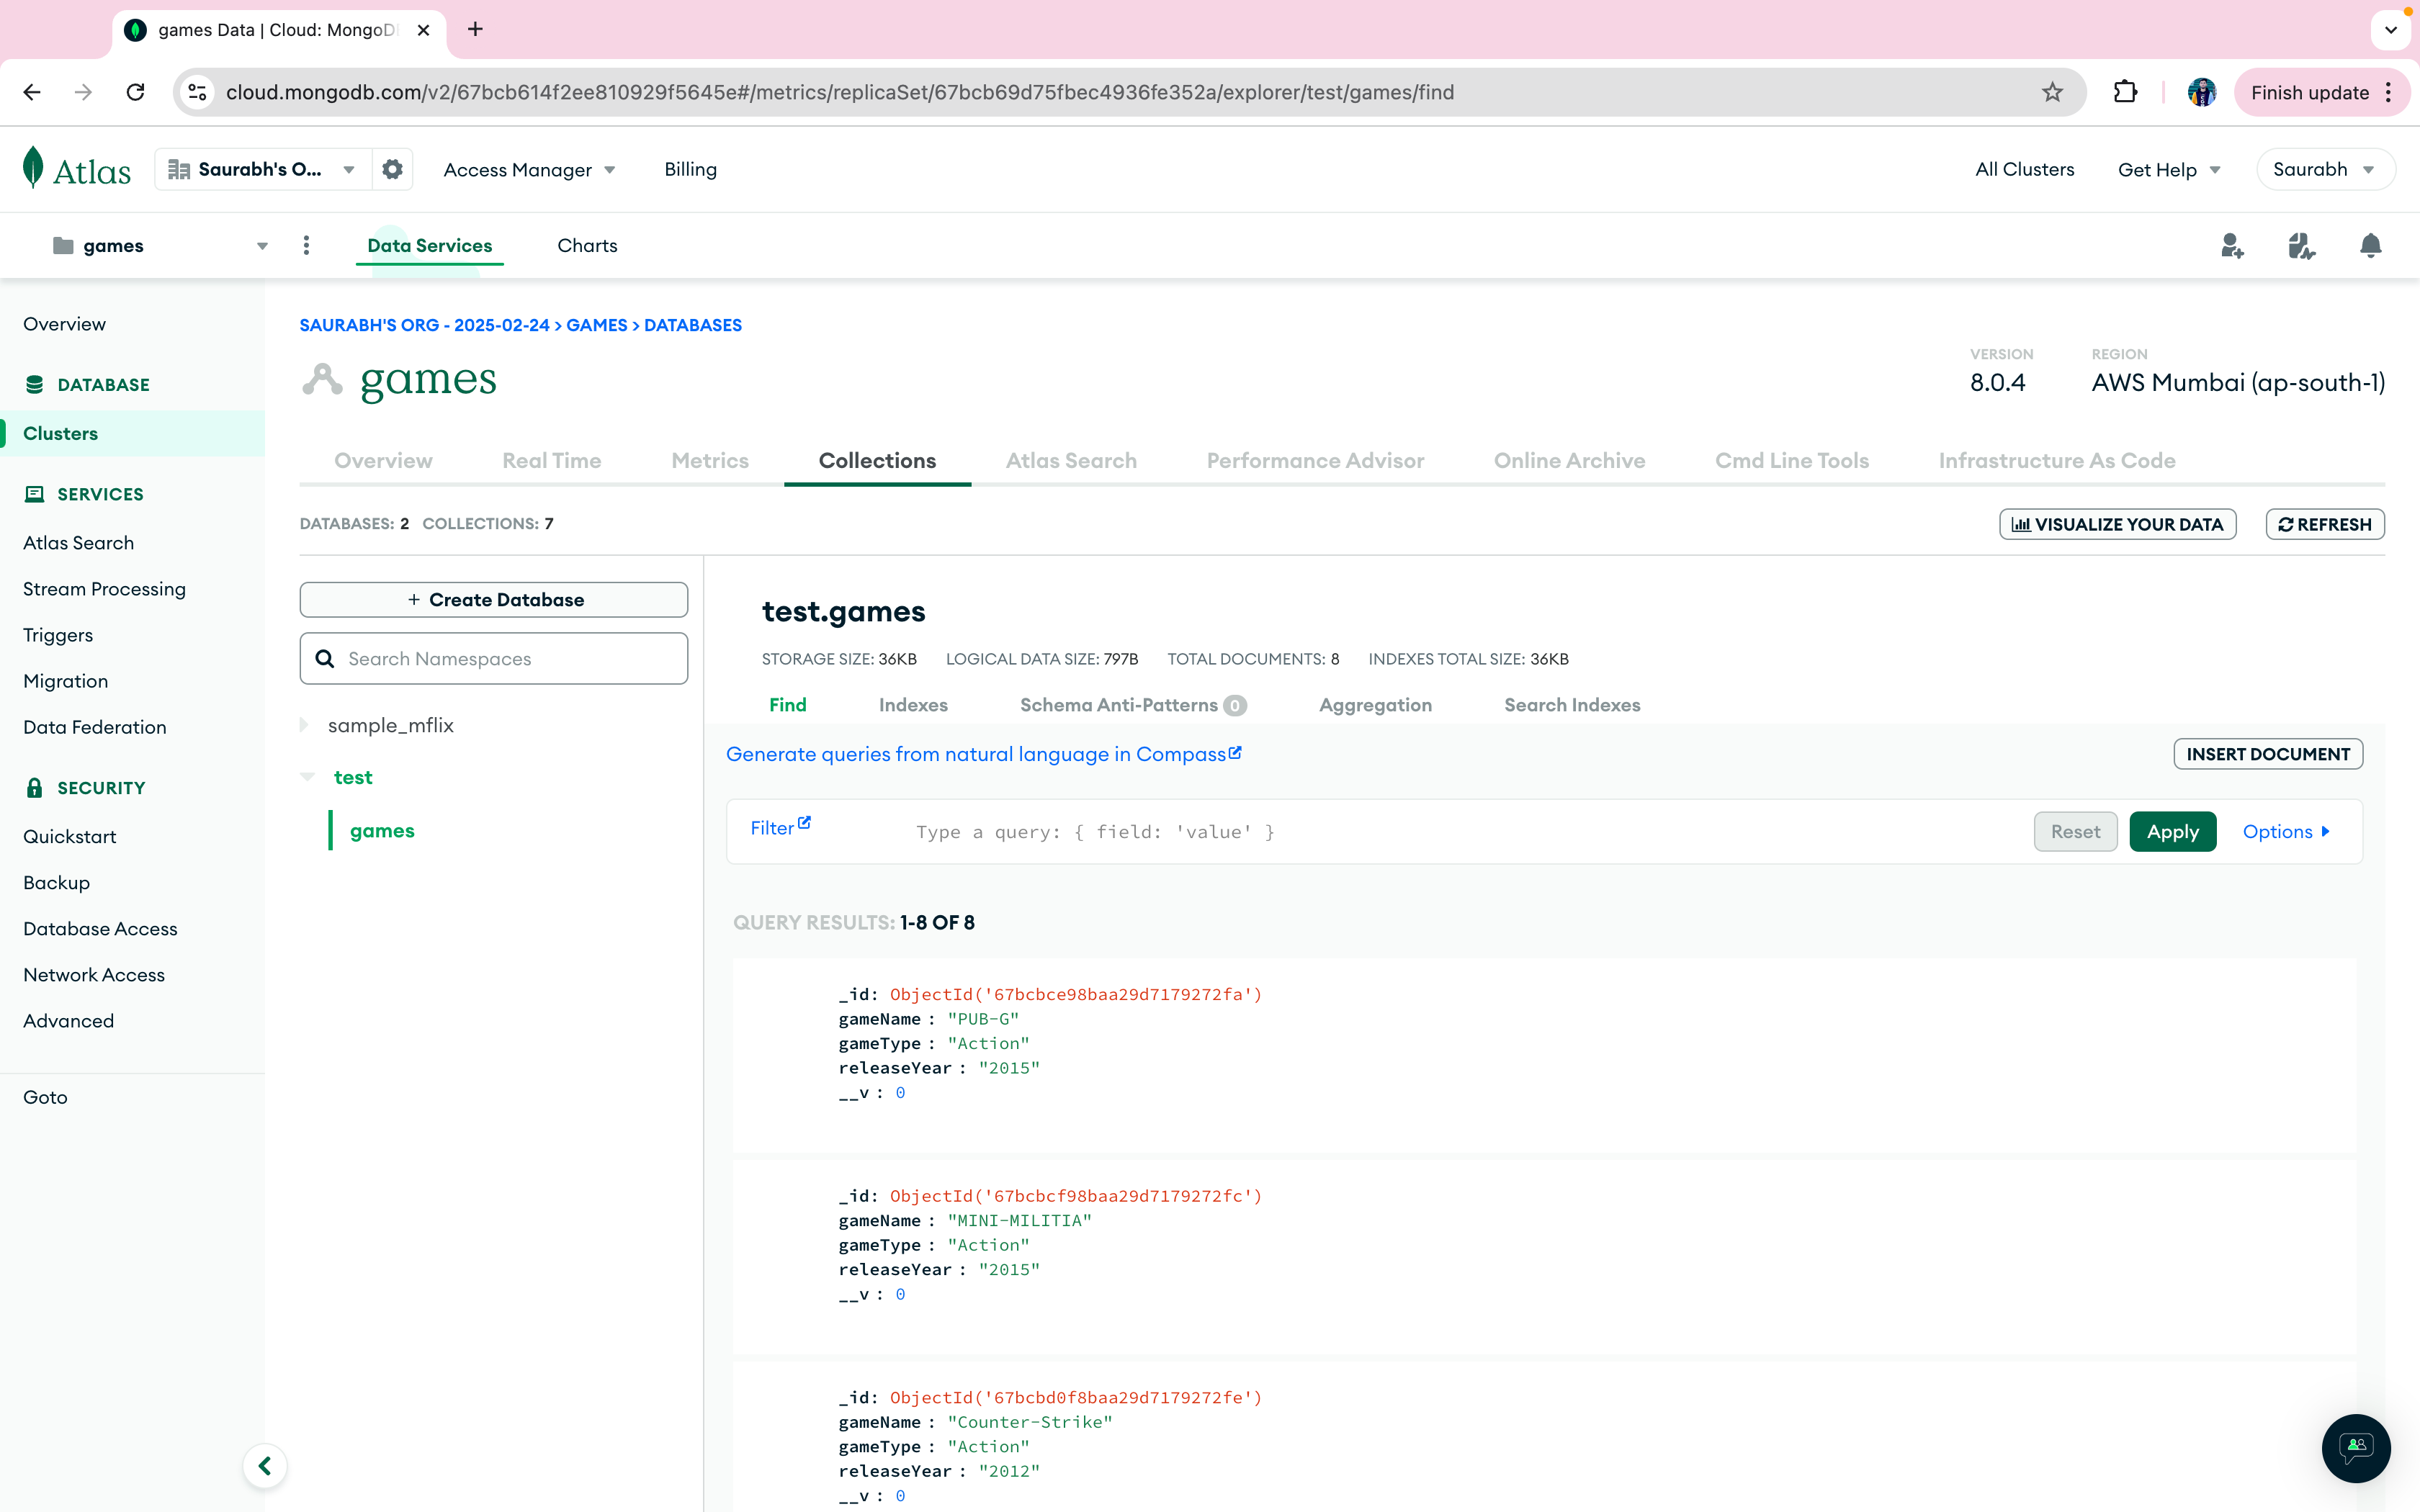 games Data | Cloud: MongoD
cloud.mongodb.com/v2/67bcb614f2ee810929f5645e#/metrics/replicaSet/67bcb69d75fbec4936fe352a/explorer/test/games/find
Finish update
Atlas
Saurabh's O...
Access Manager
Billing
All Clusters
Get Help
Saurabh
games
Data Services
Charts
Overview
DATABASE
Clusters
SERVICES
Atlas Search
Stream Processing
Triggers
Migration
Data Federation
SECURITY
Quickstart
Backup
Database Access
Network Access
Advanced
Goto
SAURABH'S ORG - 2025-02-24 > GAMES > DATABASES
games
VERSION
8.0.4
REGION
AWS Mumbai (ap-south-1)
Overview Real Time Metrics Collections Atlas Search Performance Advisor Online Archive Cmd Line Tools Infrastructure As Code
DATABASES: 2 COLLECTIONS: 7
VISUALIZE YOUR DATA
REFRESH
+ Create Database
Search Namespaces
sample_mflix
test
games
test.games
STORAGE SIZE: 36KB LOGICAL DATA SIZE: 797B TOTAL DOCUMENTS: 8 INDEXES TOTAL SIZE: 36KB
Find Indexes Schema Anti-Patterns 0 Aggregation Search Indexes
Generate queries from natural language in Compass
INSERT DOCUMENT
Filter
Type a query: { field: 'value' }
Reset
Apply
Options
QUERY RESULTS: 1-8 OF 8
_id: ObjectId('67bcbce98baa29d7179272fa')
gameName : "PUB-G"
gameType : "Action"
releaseYear : "2015"
__v : 0
_id: ObjectId('67bcbcf98baa29d7179272fc')
gameName : "MINI-MILITIA"
gameType : "Action"
releaseYear : "2015"
__v : 0
_id: ObjectId('67bcbd0f8baa29d7179272fe')
gameName : "Counter-Strike"
gameType : "Action"
releaseYear : "2012"
__v : 0